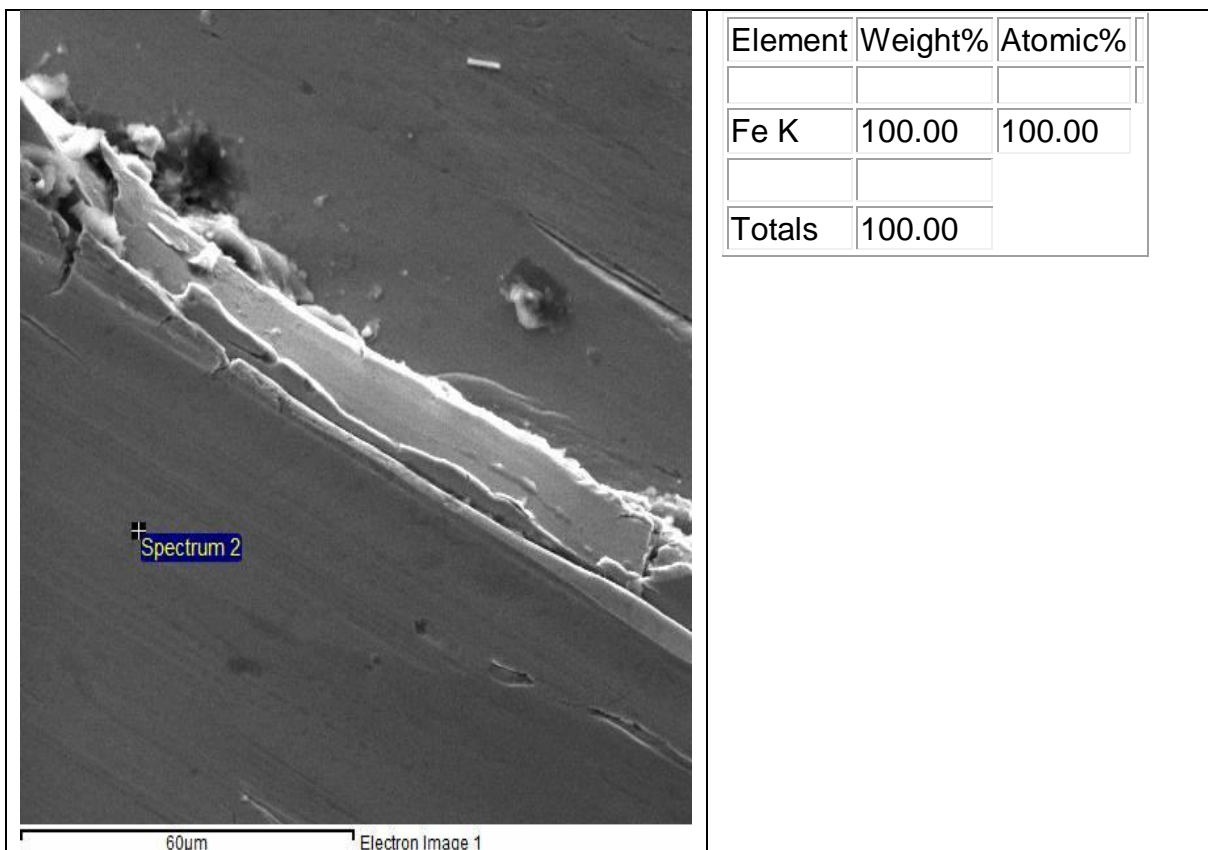 Element Weight% Atomic%
Fe K 100.00 100.00
Totals 100.00
Spectrum 2
60µm Electron Image 1